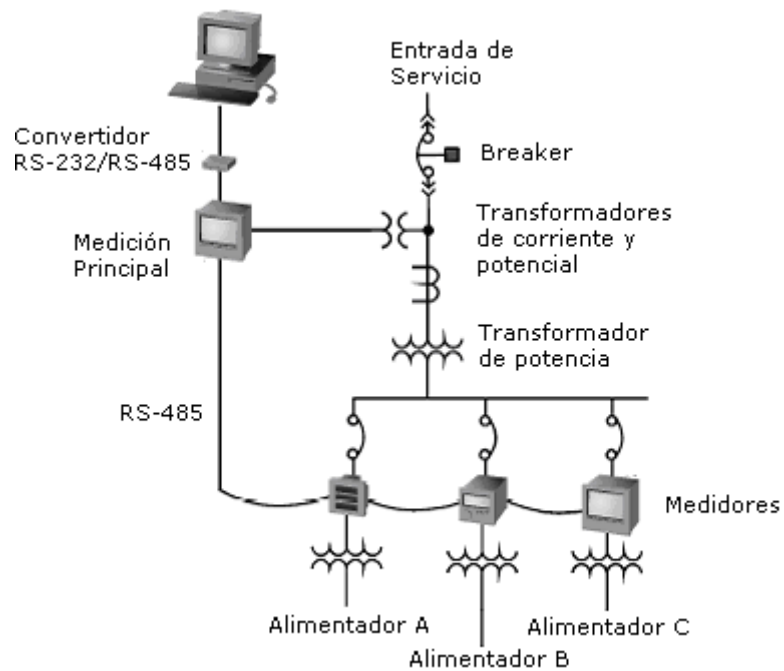 Entrada de
Servicio
Convertidor
RS-232/RS-485
Breaker
Medición
Principal
Transformadores
de corriente y
potencial
Transformador
de potencia
RS-485
Medidores
Alimentador A
Alimentador B
Alimentador C